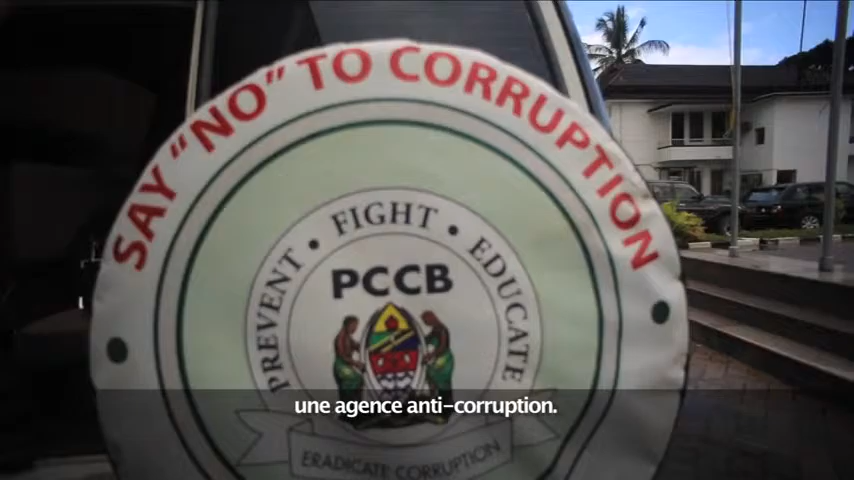 SAY "NO" TO CORRUPTION
PREVENT • FIGHT • EDUCATE
PCCB
une agence anti-corruption.
ERADICATE CORRUPTION